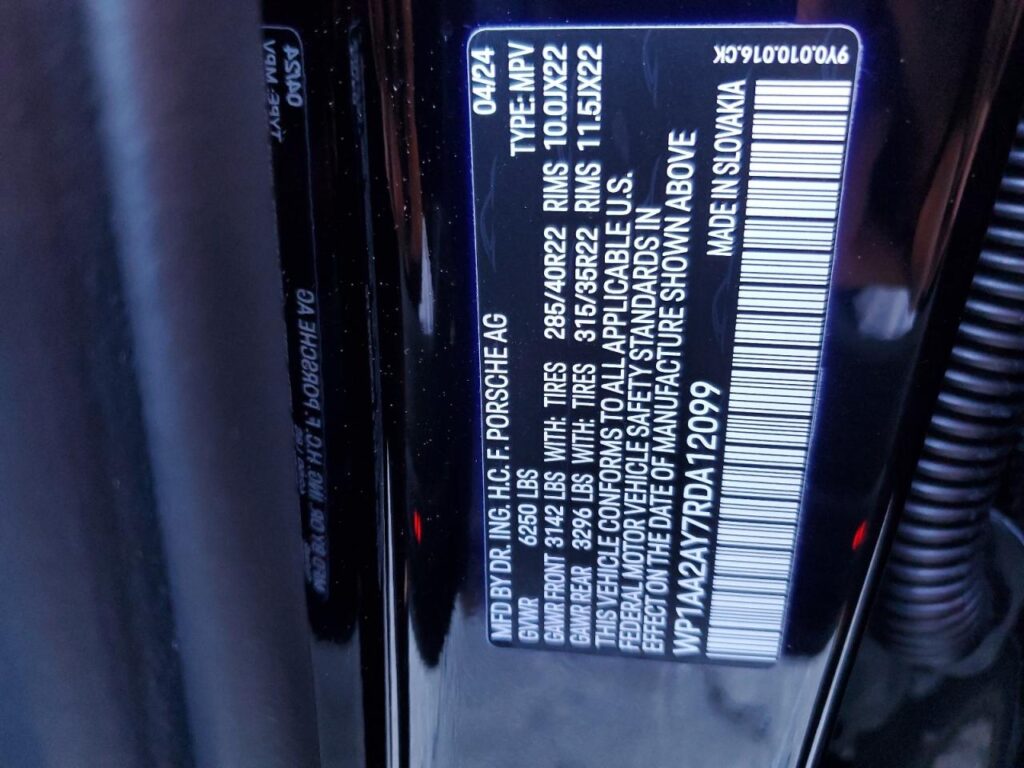 MFD BY DR. ING. H.C. F. PORSCHE AG 04/24
GVWR 6250 LBS TYPE: MPV
GAWR FRONT 3142 LBS WITH: TIRES 285/40R22 RIMS 10.0JX22
GAWR REAR 3296 LBS WITH: TIRES 315/35R22 RIMS 11.5JX22
THIS VEHICLE CONFORMS TO ALL APPLICABLE U.S.
FEDERAL MOTOR VEHICLE SAFETY STANDARDS IN
EFFECT ON THE DATE OF MANUFACTURE SHOWN ABOVE
WP1AA2AY7RDA12099 MADE IN SLOVAKIA
9Y0.010.016.CK